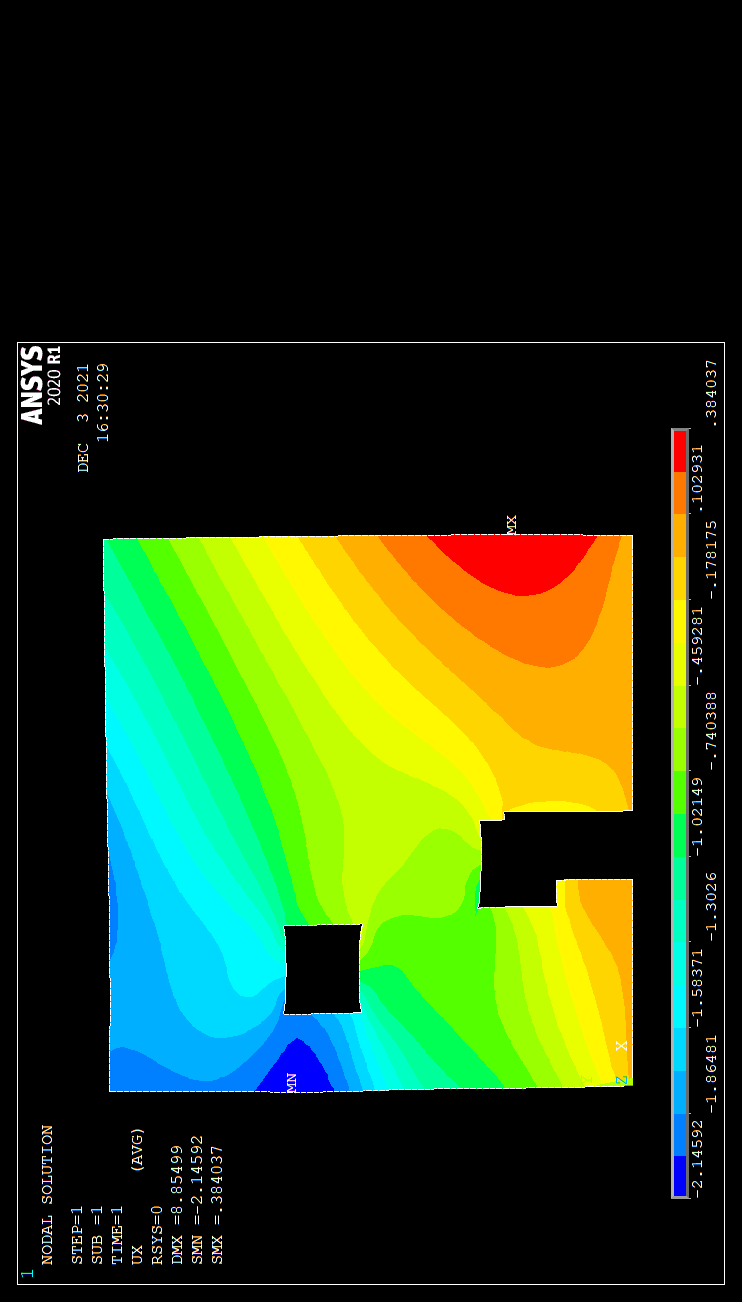 1
NODAL SOLUTION
STEP=1
SUB =1
TIME=1
UX (AVG)
RSYS=0
DMX =8.85499
SMN =-2.14592
SMX =.384037
ANSYS
2020 R1
DEC 3 2021
16:30:29
MN
MX
Z X
-2.14592
-1.86481
-1.58371
-1.3026
-1.02149
-.740388
-.459281
-.178175
.102931
.384037